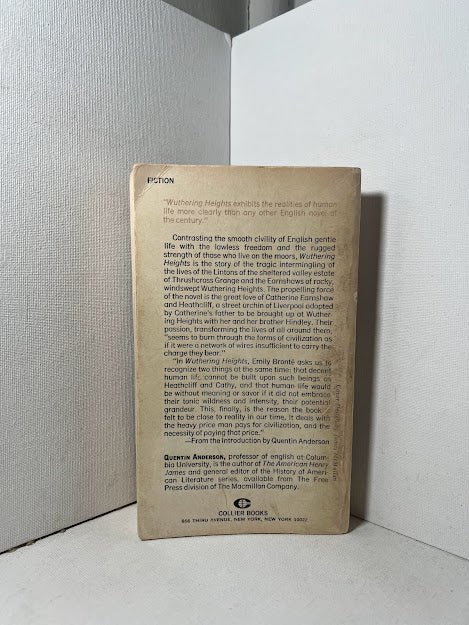 FICTION
"Wuthering Heights exhibits the realities of human
life more clearly than any other English novel of
the century."
Contrasting the smooth civility of English gentle
life with the lawless freedom and the rugged
strength of those who live on the moors, Wuthering
Heights is the story of the tragic intermingling of
the lives of the Lintons of the sheltered valley estate
of Thrushcross Grange and the Earnshaws of rocky,
windswept Wuthering Heights. The propelling force
of the novel is the great love of Catherine Earnshaw
and Heathcliff, a street urchin of Liverpool adopted
by Catherine's father to be brought up at Wuther-
ing Heights with her and her brother Hindley. Their
passion, transforming the lives of all around them,
"seems to burn through the forms of civilization as
if it were a network of wires insufficient to carry the
charge they bear."
"In Wuthering Heights, Emily Brontë asks us to
recognize two things at the same time: that decent
human life cannot be built upon such beings as
Heathcliff and Cathy, and that human life would
be without meaning or savor if it did not embrace
their tonic wildness and intensity, their potential
grandeur. This, finally, is the reason the book is
felt to be close to reality in our time. It deals with
the heavy price man pays for civilization, and the
necessity of paying that price."
—From the Introduction by Quentin Anderson
QUENTIN ANDERSON, professor of english at Colum-
bia University, is the author of The American Henry
James and general editor of the History of Ameri-
can Literature series, available from The Free
Press division of The Macmillan Company.
COLLIER BOOKS
866 THIRD AVENUE, NEW YORK, NEW YORK 10022